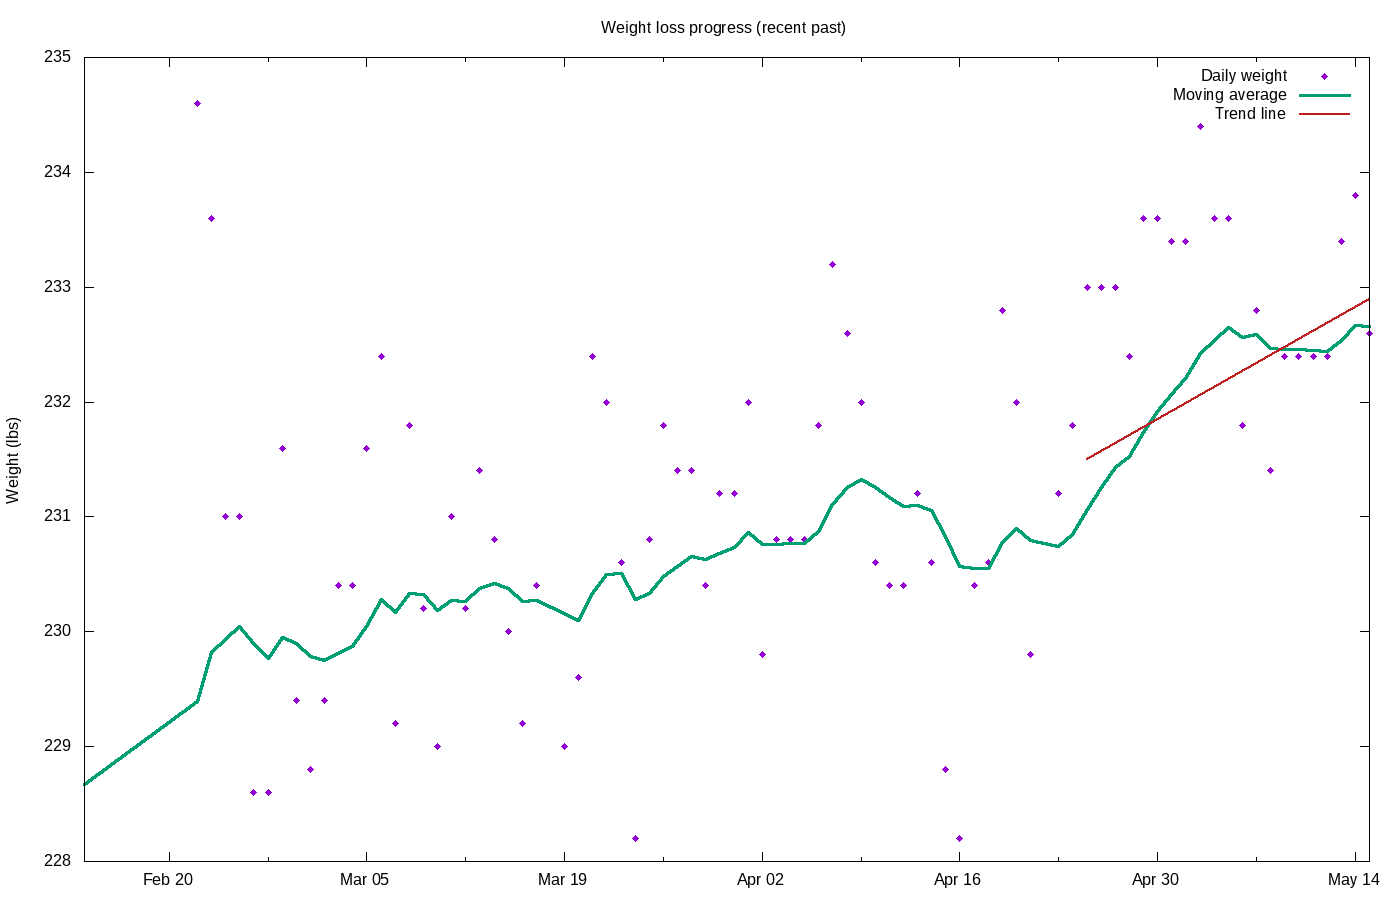 Weight loss progress (recent past)
Daily weight
Moving average
Trend line
235
234
233
232
231
230
229
228
Weight (lbs)
Feb 20 Mar 05 Mar 19 Apr 02 Apr 16 Apr 30 May 14